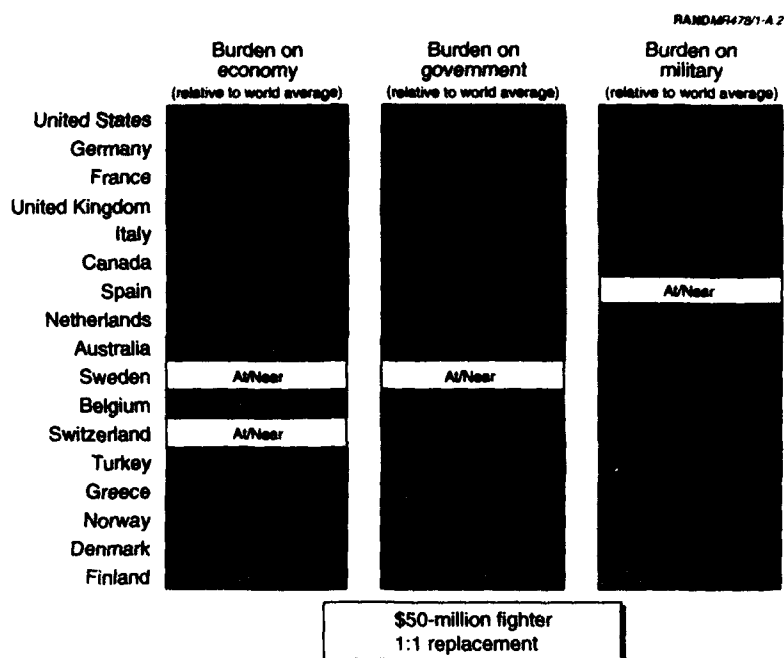 RANDMR478/1-A.2
Burden on economy (relative to world average)
Burden on government (relative to world average)
Burden on military (relative to world average)
United States
Germany
France
United Kingdom
Italy
Canada
Spain At/Near
Netherlands
Australia
Sweden At/Near At/Near
Belgium
Switzerland At/Near
Turkey
Greece
Norway
Denmark
Finland
$50-million fighter
1:1 replacement